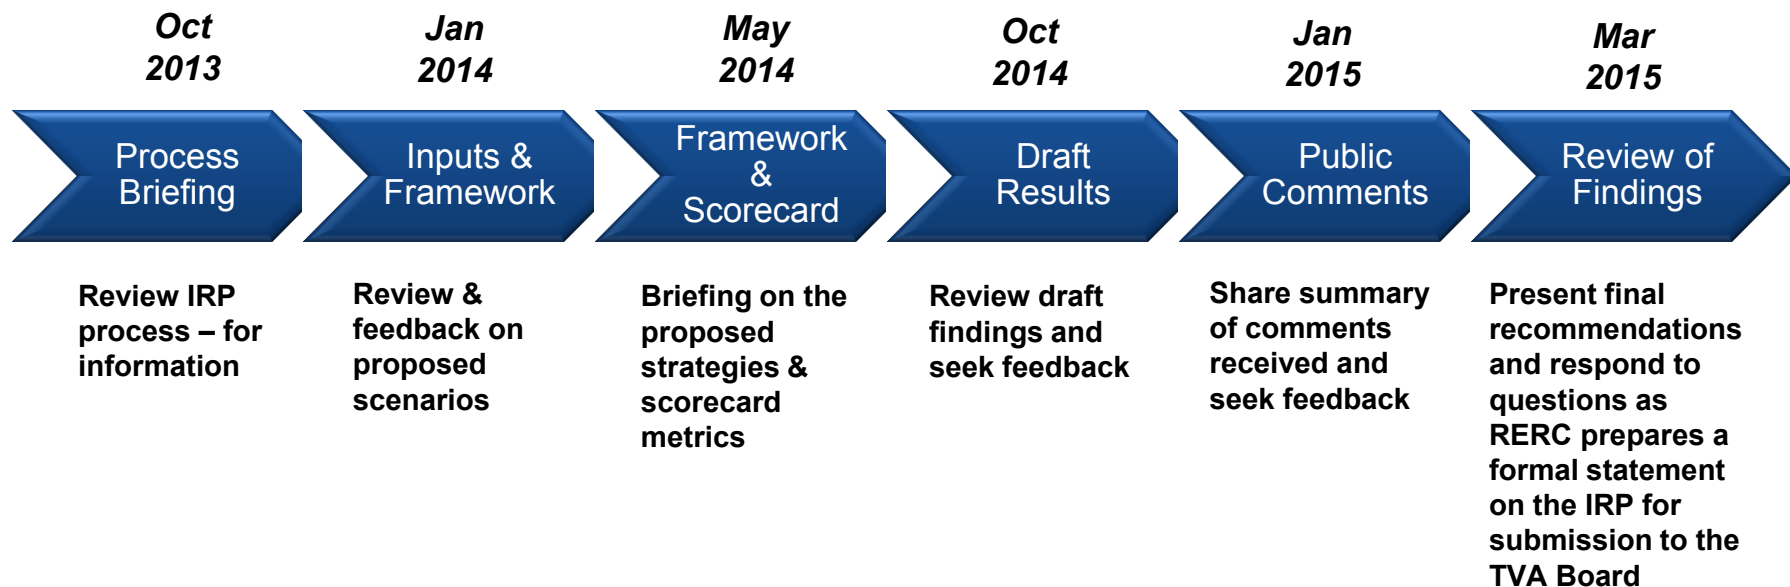 Oct
2013
Jan
2014
May
2014
Oct
2014
Jan
2015
Mar
2015
Process
Briefing
Inputs &
Framework
Framework
&
Scorecard
Draft
Results
Public
Comments
Review of
Findings
Review IRP
process – for
information
Review &
feedback on
proposed
scenarios
Briefing on the
proposed
strategies &
scorecard
metrics
Review draft
findings and
seek feedback
Share summary
of comments
received and
seek feedback
Present final
recommendations
and respond to
questions as
RERC prepares a
formal statement
on the IRP for
submission to the
TVA Board